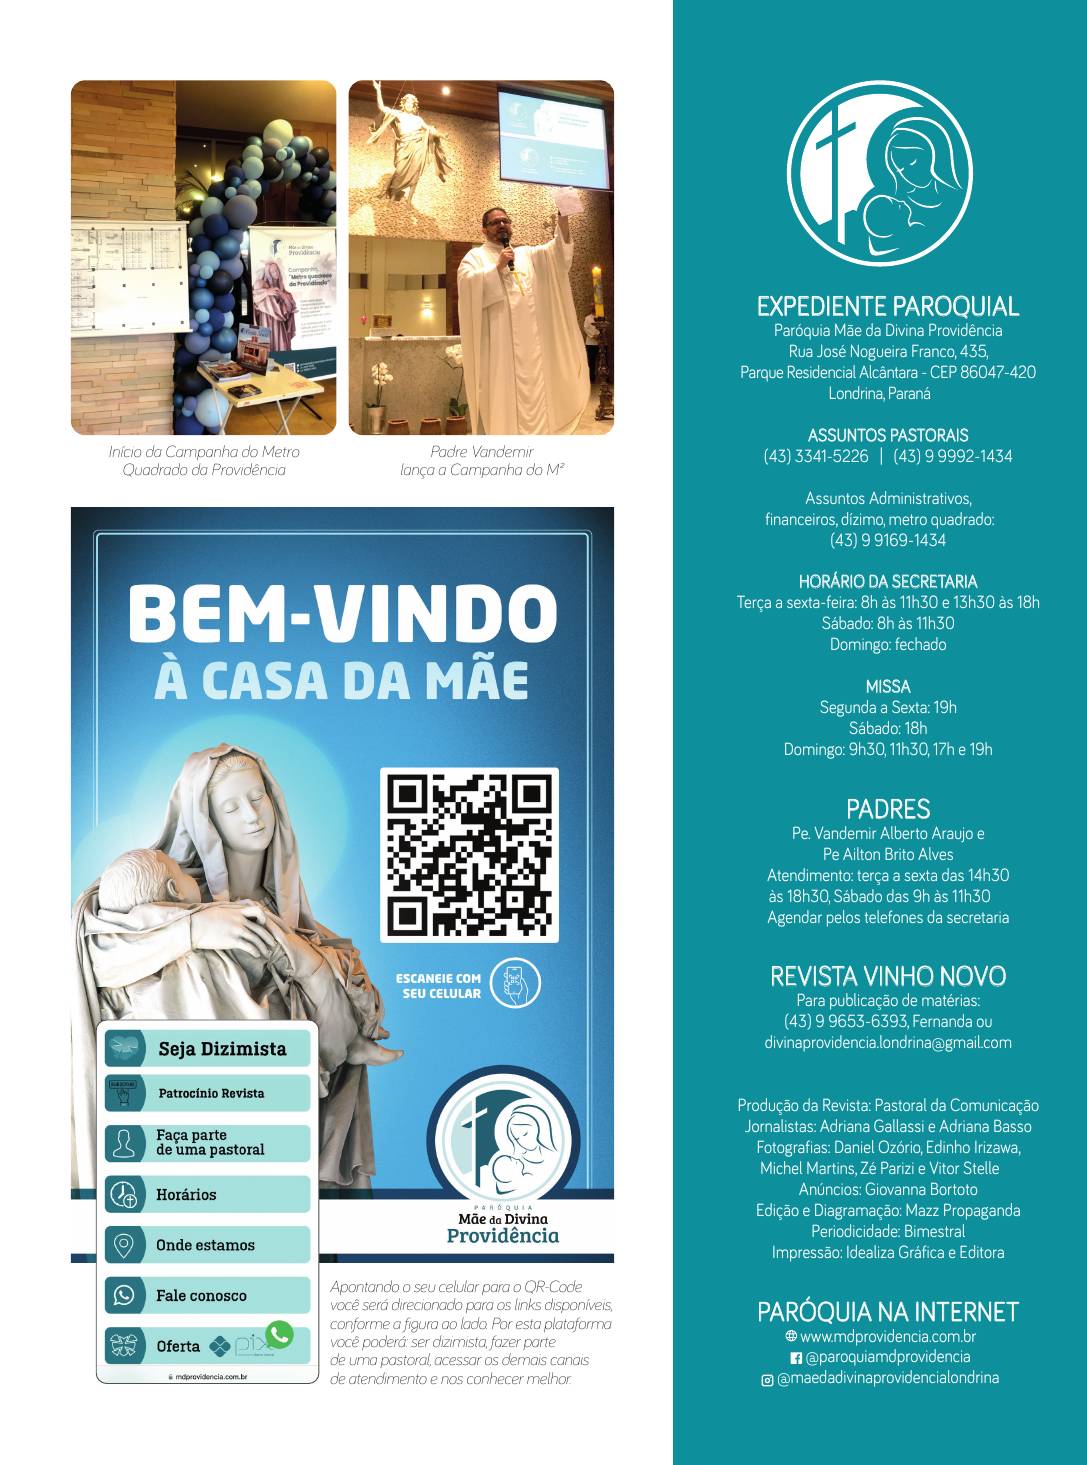 Mãe da Divina
Providência
Campanha
"Metro quadrado
da Providência"
Início da Campanha do Metro
Quadrado da Providência
Padre Vandemir
lança a Campanha do M²
BEM-VINDO
À CASA DA MÃE
ESCANEIE COM
SEU CELULAR
Seja Dizimista
Patrocínio Revista
Faça parte
de uma pastoral
Horários
Onde estamos
Fale conosco
Oferta pix
mdprovidencia.com.br
PARÓQUIA
Mãe da Divina
Providência
Apontando o seu celular para o QR-Code
você será direcionado para os links disponíveis,
conforme a figura ao lado. Por esta plataforma
você poderá: ser dizimista, fazer parte
de uma pastoral, acessar os demais canais
de atendimento e nos conhecer melhor.
EXPEDIENTE PAROQUIAL
Paróquia Mãe da Divina Providência
Rua José Nogueira Franco, 435,
Parque Residencial Alcântara - CEP 86047-420
Londrina, Paraná
ASSUNTOS PASTORAIS
(43) 3341-5226 | (43) 9 9992-1434
Assuntos Administrativos,
financeiros, dízimo, metro quadrado:
(43) 9 9169-1434
HORÁRIO DA SECRETARIA
Terça a sexta-feira: 8h às 11h30 e 13h30 às 18h
Sábado: 8h às 11h30
Domingo: fechado
MISSA
Segunda a Sexta: 19h
Sábado: 18h
Domingo: 9h30, 11h30, 17h e 19h
PADRES
Pe. Vandemir Alberto Araujo e
Pe Ailton Brito Alves
Atendimento: terça a sexta das 14h30
às 18h30, Sábado das 9h às 11h30
Agendar pelos telefones da secretaria
REVISTA VINHO NOVO
Para publicação de matérias:
(43) 9 9653-6393, Fernanda ou
divinaprovidencia.londrina@gmail.com
Produção da Revista: Pastoral da Comunicação
Jornalistas: Adriana Gallassi e Adriana Basso
Fotografias: Daniel Ozório, Edinho Irizawa,
Michel Martins, Zé Parizi e Vitor Stelle
Anúncios: Giovanna Bortoto
Edição e Diagramação: Mazz Propaganda
Periodicidade: Bimestral
Impressão: Idealiza Gráfica e Editora
PARÓQUIA NA INTERNET
www.mdprovidencia.com.br
@paroquiamdprovidencia
@maedadivinaprovidencialondrina